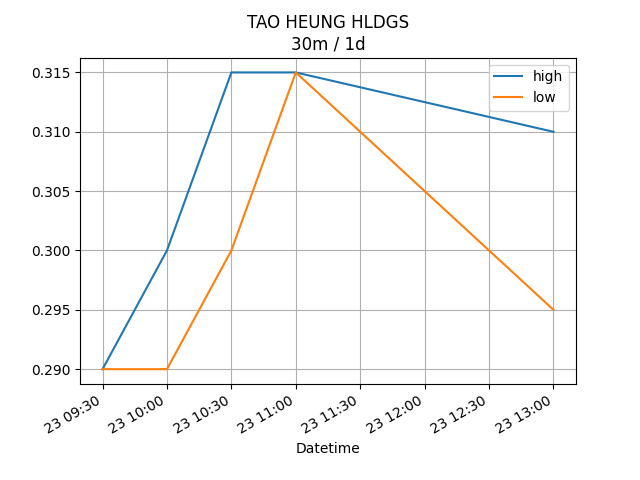 TAO HEUNG HLDGS
30m / 1d
high
low
0.315
0.310
0.305
0.300
0.295
0.290
23 09:30
23 10:00
23 10:30
23 11:00
23 11:30
23 12:00
23 12:30
23 13:00
Datetime